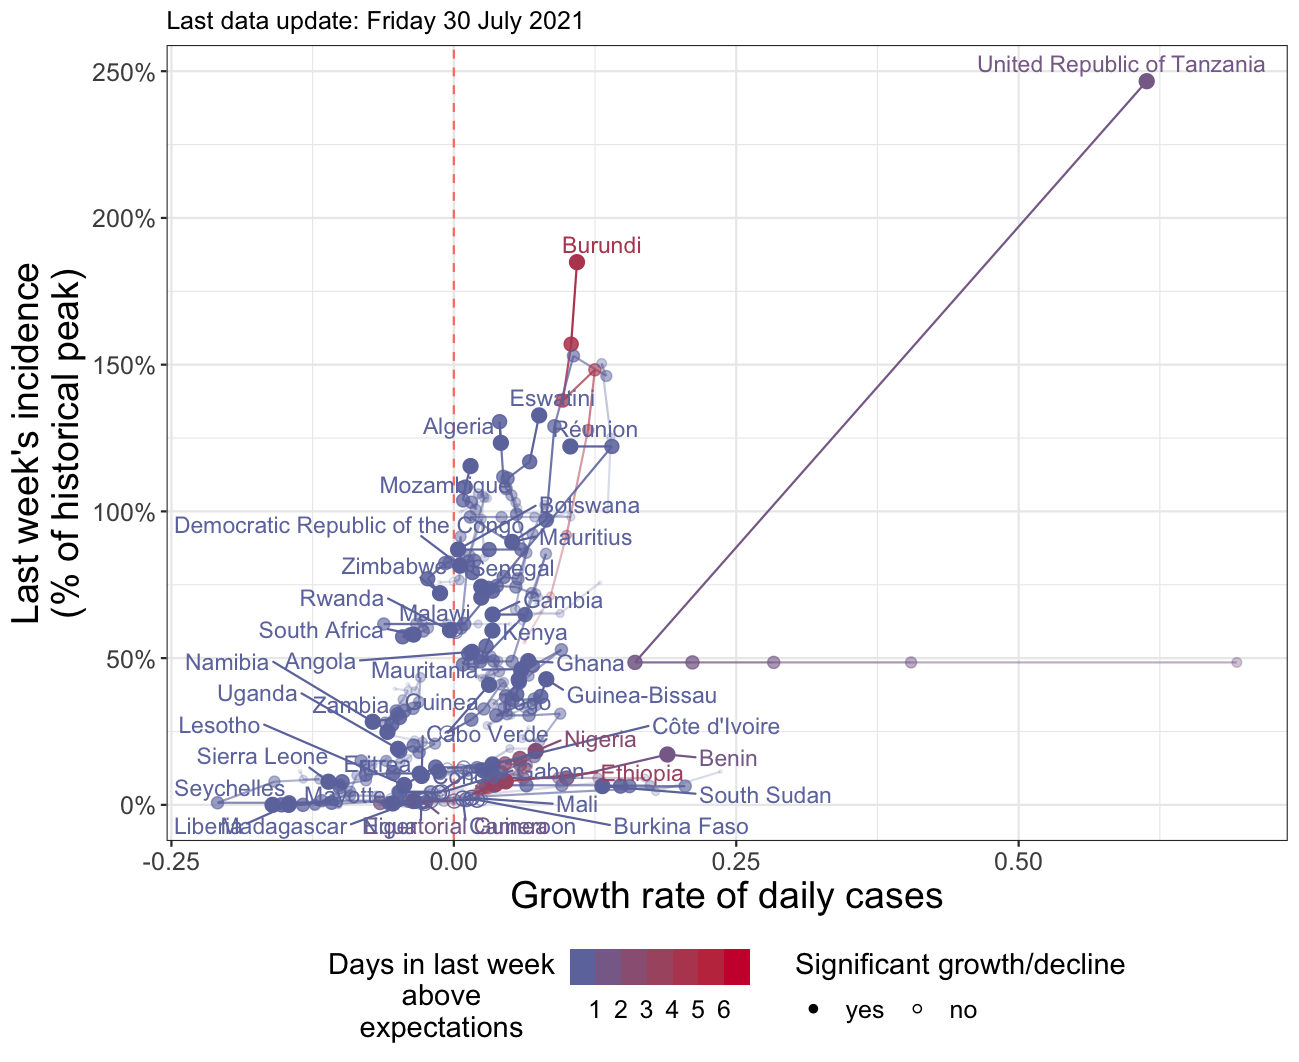 Last data update: Friday 30 July 2021
250%
United Republic of Tanzania
200%
Burundi
150%
Eswatini
Algeria
Réunion
Mozambique
100%
Botswana
Democratic Republic of the Congo
Mauritius
Zimbabwe
Senegal
Rwanda
Gambia
Malawi
South Africa
Kenya
50%
Namibia
Angola
Mauritania
Ghana
Uganda
Guinea-Bissau
Zambia
Guinea
Togo
Lesotho
Côte d'Ivoire
Cabo Verde
Nigeria
Sierra Leone
Benin
Eritrea
Gabon
Ethiopia
Seychelles
Mayotte
South Sudan
0%
Mali
Liberia
Madagascar
Equatorial Guinea
Cameroon
Burkina Faso
-0.25
0.00
0.25
0.50
Growth rate of daily cases
Last week's incidence
(% of historical peak)
Days in last week
above
expectations
1 2 3 4 5 6
Significant growth/decline
yes
no